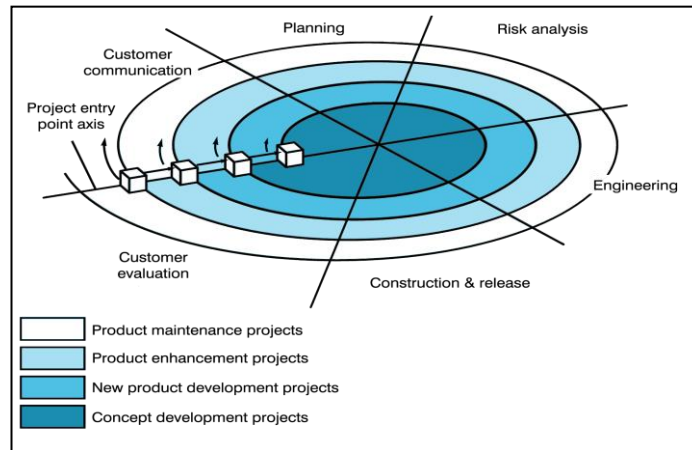 Planning
Risk analysis
Customer
communication
Project entry
point axis
Engineering
Customer
evaluation
Construction & release
Product maintenance projects
Product enhancement projects
New product development projects
Concept development projects